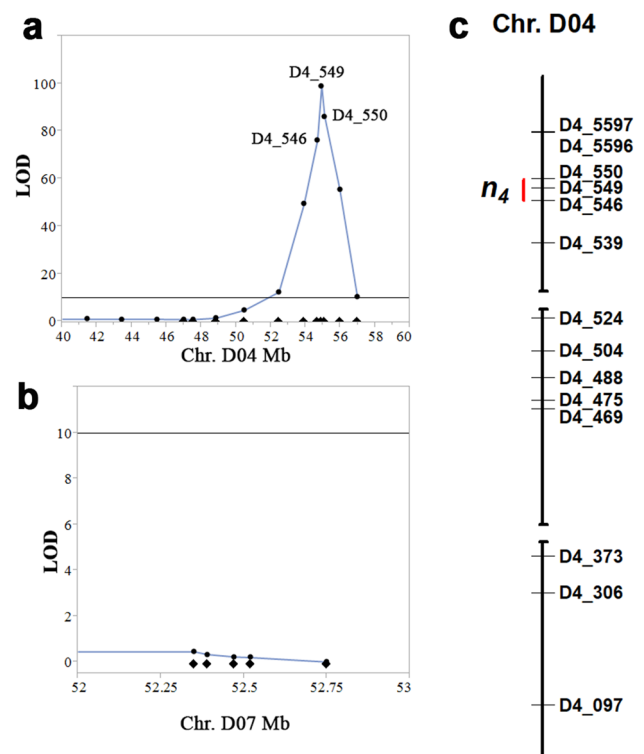 a
LOD
100
80
60
40
20
0
D4_549
D4_550
D4_546
40 42 44 46 48 50 52 54 56 58 60
Chr. D04 Mb
b
LOD
10
8
6
4
2
0
52 52.25 52.5 52.75 53
Chr. D07 Mb
c Chr. D04
D4_5597
D4_5596
D4_550
n4 D4_549
D4_546
D4_539
D4_524
D4_504
D4_488
D4_475
D4_469
D4_373
D4_306
D4_097